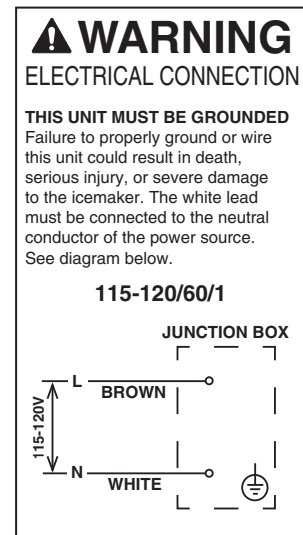 WARNING
ELECTRICAL CONNECTION
THIS UNIT MUST BE GROUNDED
Failure to properly ground or wire
this unit could result in death,
serious injury, or severe damage
to the icemaker. The white lead
must be connected to the neutral
conductor of the power source.
See diagram below.
115-120/60/1
JUNCTION BOX
L
BROWN
115-120V
N
WHITE